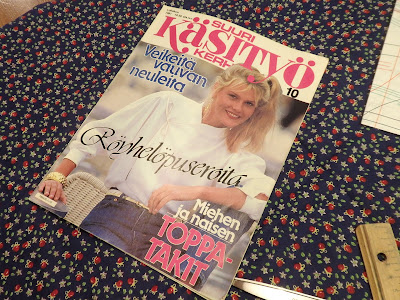 SUURI
KÄSITYÖ
KERHO
10
Veikeitä
vauvan
neuleita
Röyhelöpuseroita
Miehen
ja naisen
TOPPA-
TAKIT